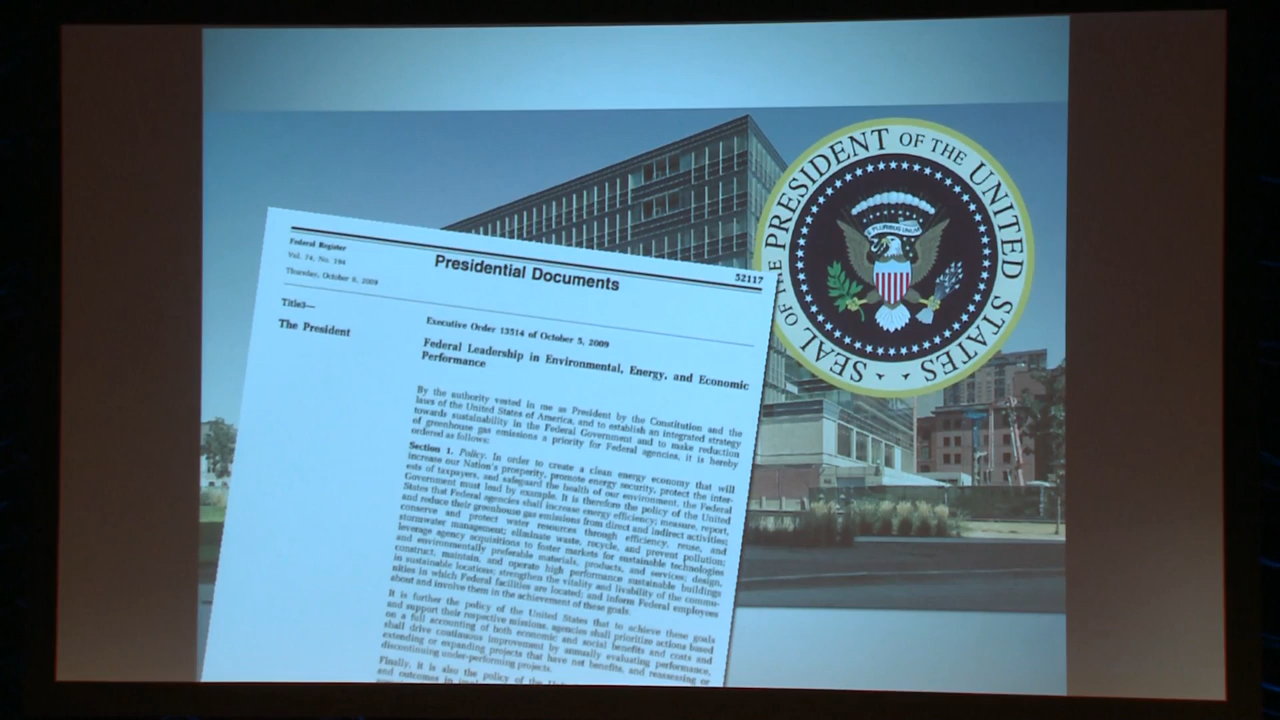 Federal Register
Vol. 74, No. 194
Thursday, October 8, 2009
Presidential Documents
52117
Title3—
The President
Executive Order 13514 of October 5, 2009
Federal Leadership in Environmental, Energy, and Economic
Performance
By the authority vested in me as President by the Constitution and the
laws of the United States of America, and to establish an integrated strategy
towards sustainability in the Federal Government and to make reduction
of greenhouse gas emissions a priority for Federal agencies, it is hereby
ordered as follows:
Section 1. Policy. In order to create a clean energy economy that will
increase our Nation's prosperity, promote energy security, protect the inter-
ests of taxpayers, and safeguard the health of our environment, the Federal
Government must lead by example. It is therefore the policy of the United
States that Federal agencies shall increase energy efficiency; measure, report,
and reduce their greenhouse gas emissions from direct and indirect activities;
conserve and protect water resources through efficiency, reuse, and
stormwater management; eliminate waste, recycle, and prevent pollution;
leverage agency acquisitions to foster markets for sustainable technologies
and environmentally preferable materials, products, and services; design,
construct, maintain, and operate high performance sustainable buildings
in sustainable locations; strengthen the vitality and livability of the commu-
nities in which Federal facilities are located; and inform Federal employees
about and involve them in the achievement of these goals.
It is further the policy of the United States that to achieve these goals
and support their respective missions, agencies shall prioritize actions based
on a full accounting of both economic and social benefits and costs and
shall drive continuous improvement by annually evaluating performance,
extending or expanding projects that have net benefits, and reassessing or
discontinuing under-performing projects.
Finally, it is also the policy of the
and outcomes in
SEAL OF THE PRESIDENT OF THE UNITED STATES
E PLURIBUS UNUM